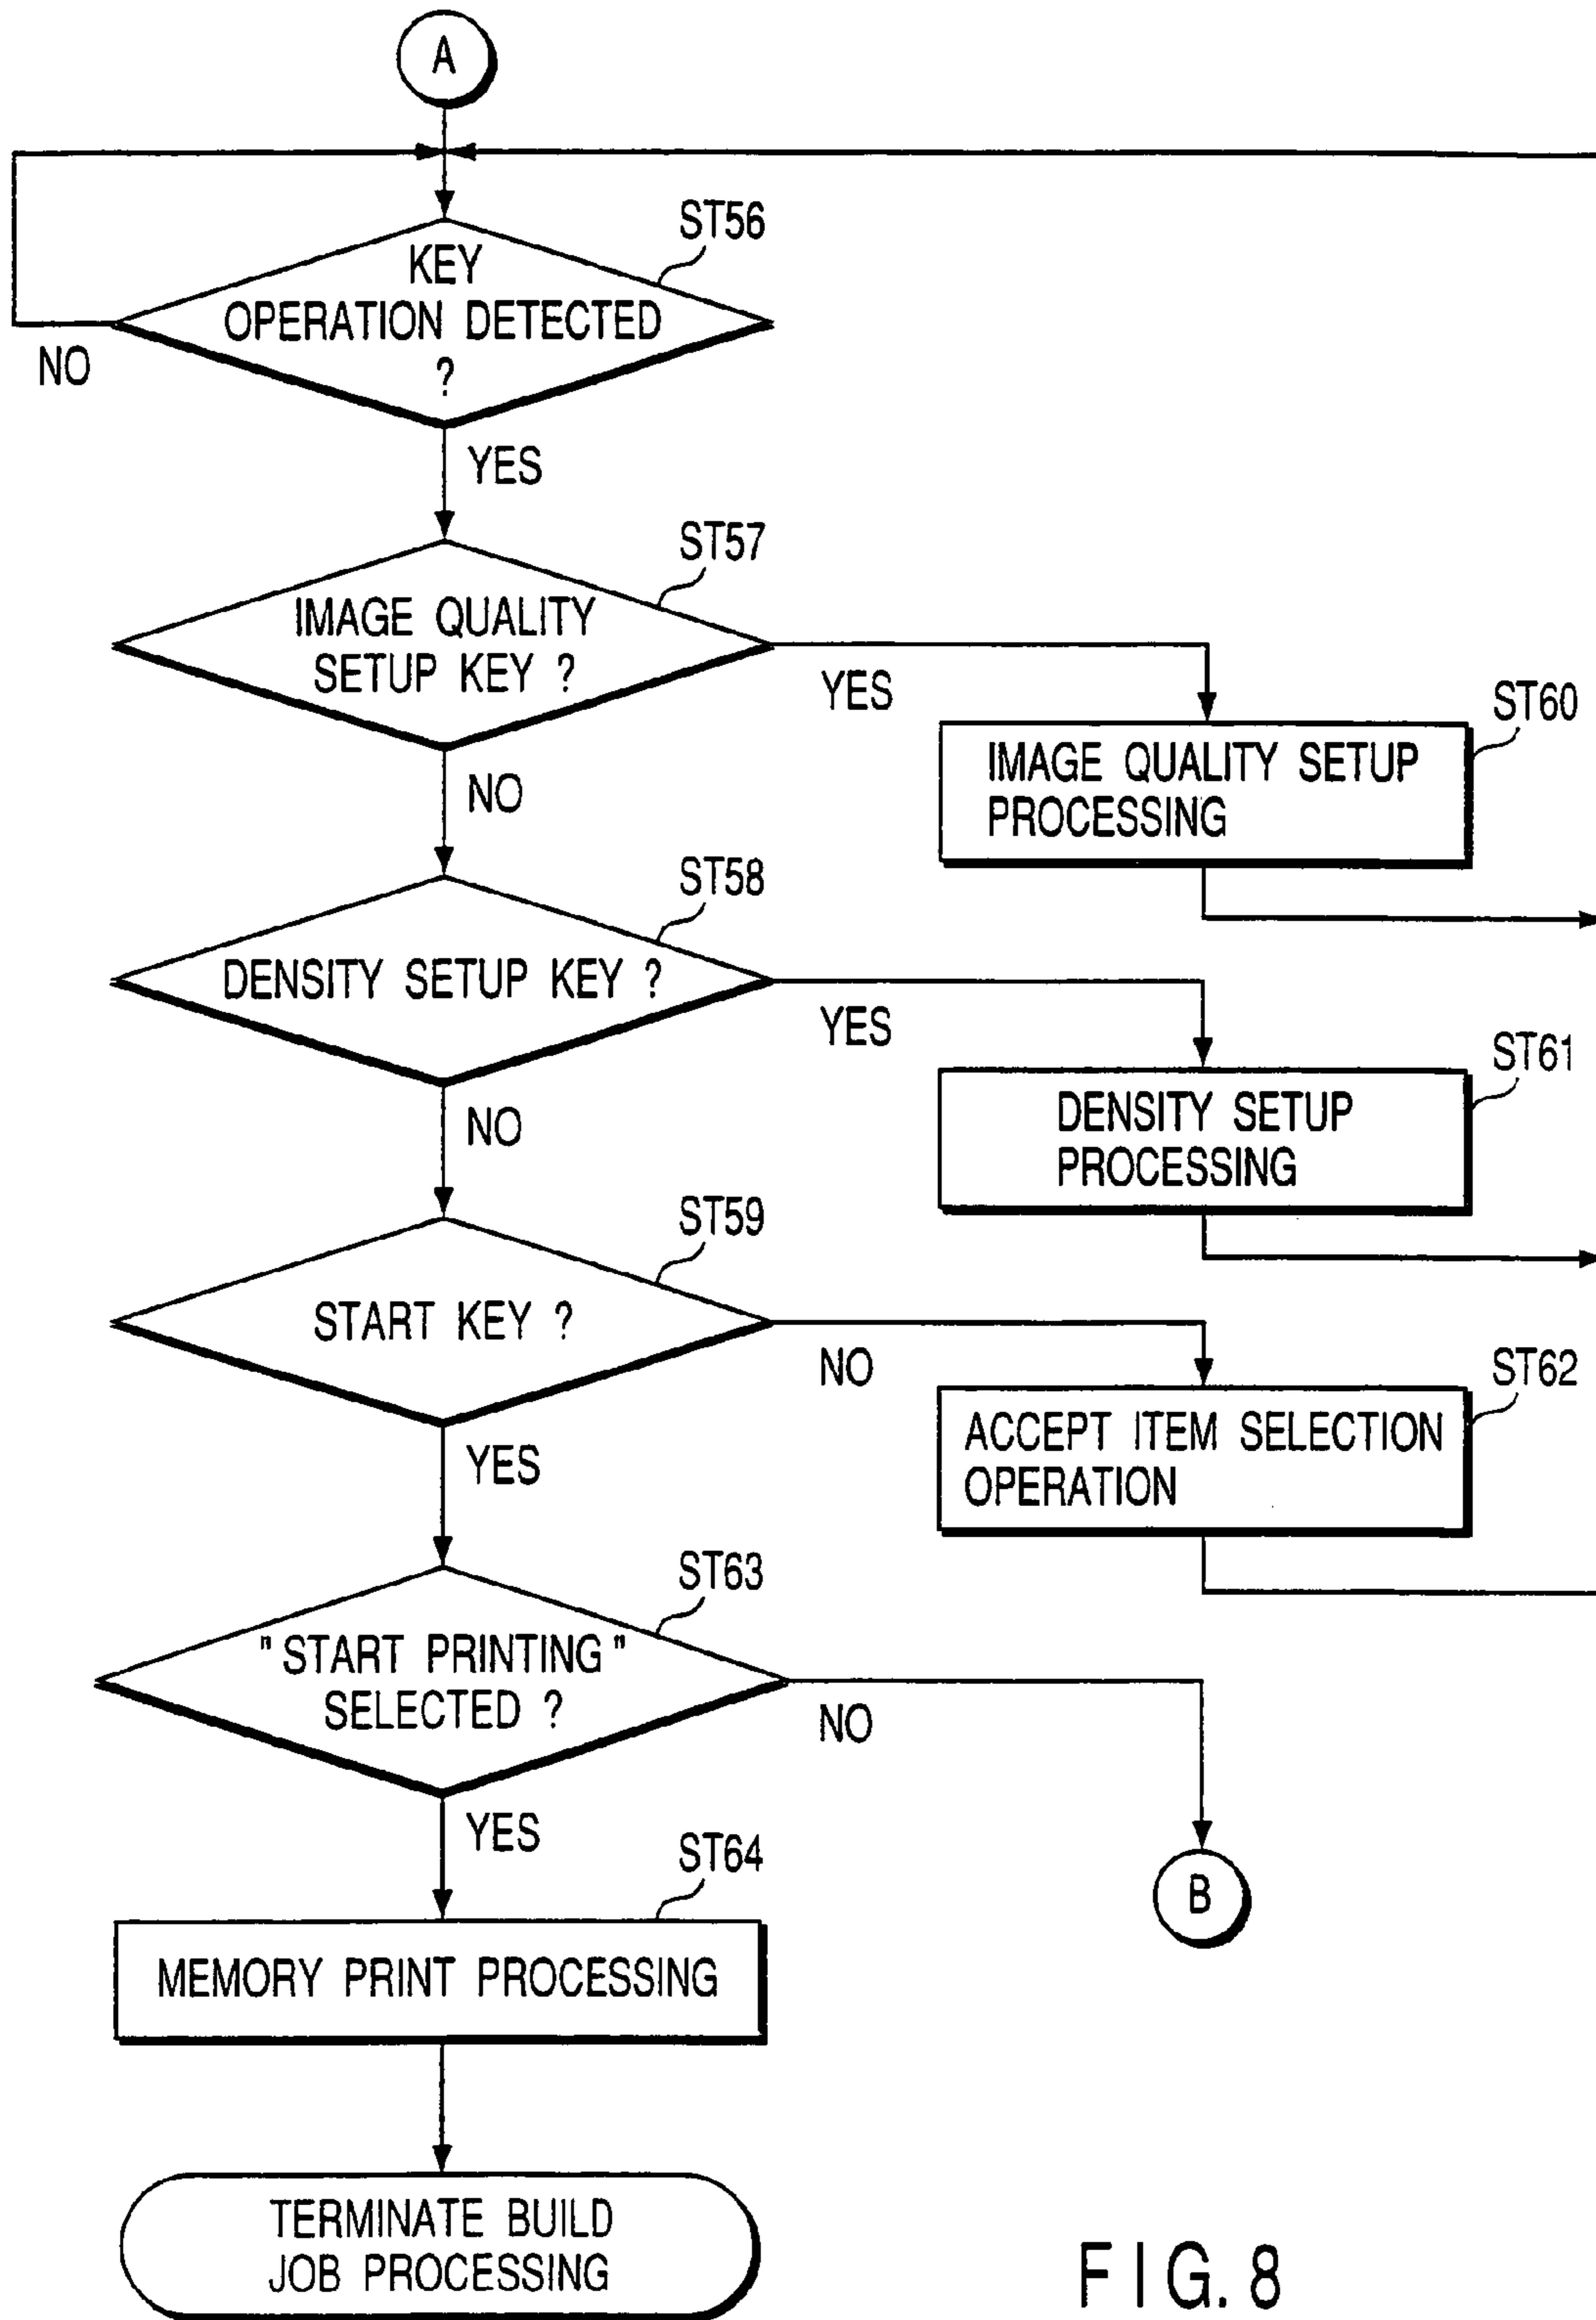 A
ST56
KEY
OPERATION DETECTED
?
NO
YES
ST57
IMAGE QUALITY
SETUP KEY ?
YES
ST60
IMAGE QUALITY SETUP
PROCESSING
NO
ST58
DENSITY SETUP KEY ?
YES
ST61
DENSITY SETUP
PROCESSING
NO
ST59
START KEY ?
NO
ST62
ACCEPT ITEM SELECTION
OPERATION
YES
ST63
"START PRINTING"
SELECTED ?
NO
B
YES
ST64
MEMORY PRINT PROCESSING
TERMINATE BUILD
JOB PROCESSING
FIG. 8